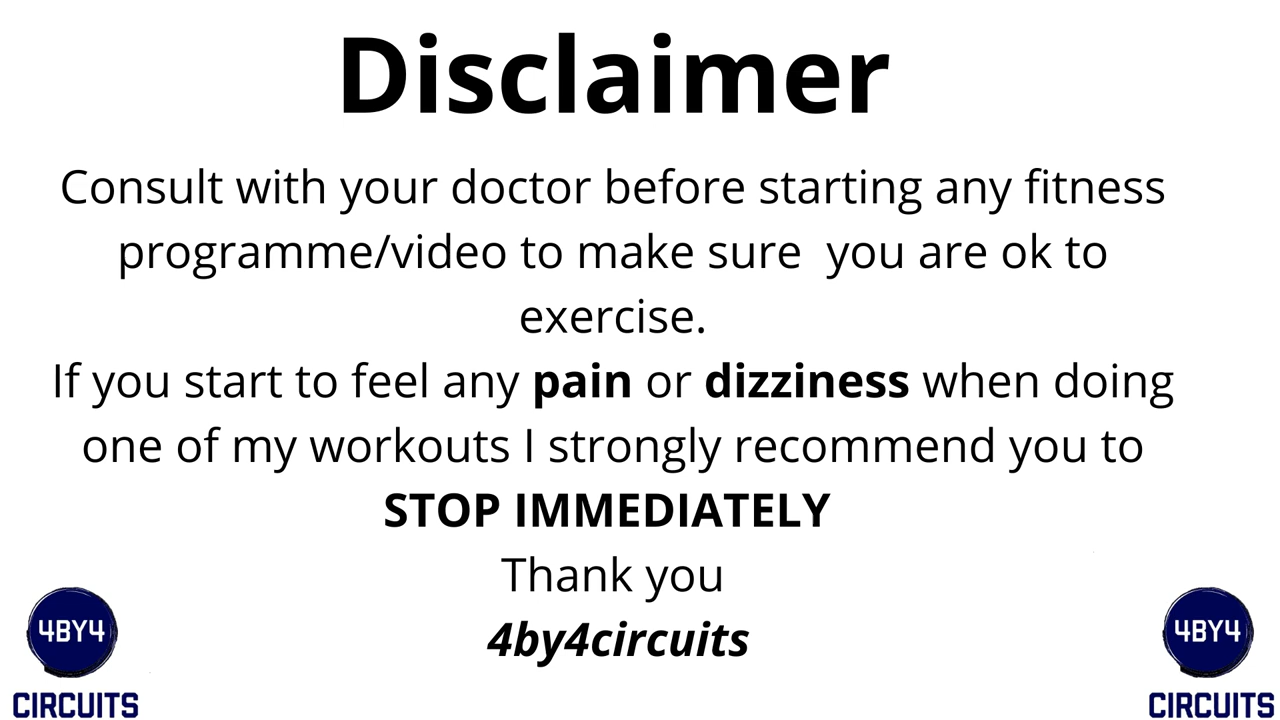 Disclaimer
Consult with your doctor before starting any fitness
programme/video to make sure  you are ok to
exercise.
If you start to feel any pain or dizziness when doing
one of my workouts I strongly recommend you to
STOP IMMEDIATELY
Thank you
4by4circuits
4BY4
CIRCUITS
4BY4
CIRCUITS